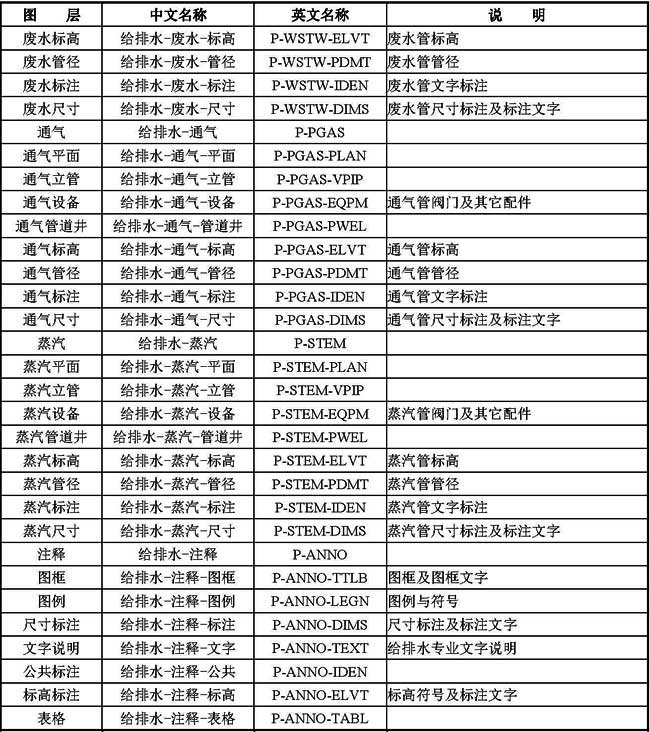 图 层 中文名称 英文名称 说 明
废水标高 给排水-废水-标高 P-WSTW-ELVT 废水管标高
废水管径 给排水-废水-管径 P-WSTW-PDMT 废水管管径
废水标注 给排水-废水-标注 P-WSTW-IDEN 废水管文字标注
废水尺寸 给排水-废水-尺寸 P-WSTW-DIMS 废水管尺寸标注及标注文字
通气 给排水-通气 P-PGAS
通气平面 给排水-通气-平面 P-PGAS-PLAN
通气立管 给排水-通气-立管 P-PGAS-VPIP
通气设备 给排水-通气-设备 P-PGAS-EQPM 通气管阀门及其它配件
通气管道井 给排水-通气-管道井 P-PGAS-PWEL
通气标高 给排水-通气-标高 P-PGAS-ELVT 通气管标高
通气管径 给排水-通气-管径 P-PGAS-PDMT 通气管管径
通气标注 给排水-通气-标注 P-PGAS-IDEN 通气管文字标注
通气尺寸 给排水-通气-尺寸 P-PGAS-DIMS 通气管尺寸标注及标注文字
蒸汽 给排水-蒸汽 P-STEM
蒸汽平面 给排水-蒸汽-平面 P-STEM-PLAN
蒸汽立管 给排水-蒸汽-立管 P-STEM-VPIP
蒸汽设备 给排水-蒸汽-设备 P-STEM-EQPM 蒸汽管阀门及其它配件
蒸汽管道井 给排水-蒸汽-管道井 P-STEM-PWEL
蒸汽标高 给排水-蒸汽-标高 P-STEM-ELVT 蒸汽管标高
蒸汽管径 给排水-蒸汽-管径 P-STEM-PDMT 蒸汽管管径
蒸汽标注 给排水-蒸汽-标注 P-STEM-IDEN 蒸汽管文字标注
蒸汽尺寸 给排水-蒸汽-尺寸 P-STEM-DIMS 蒸汽管尺寸标注及标注文字
注释 给排水-注释 P-ANNO
图框 给排水-注释-图框 P-ANNO-TTLB 图框及图框文字
图例 给排水-注释-图例 P-ANNO-LEGN 图例与符号
尺寸标注 给排水-注释-标注 P-ANNO-DIMS 尺寸标注及标注文字
文字说明 给排水-注释-文字 P-ANNO-TEXT 给排水专业文字说明
公共标注 给排水-注释-公共 P-ANNO-IDEN
标高标注 给排水-注释-标高 P-ANNO-ELVT 标高符号及标注文字
表格 给排水-注释-表格 P-ANNO-TABL